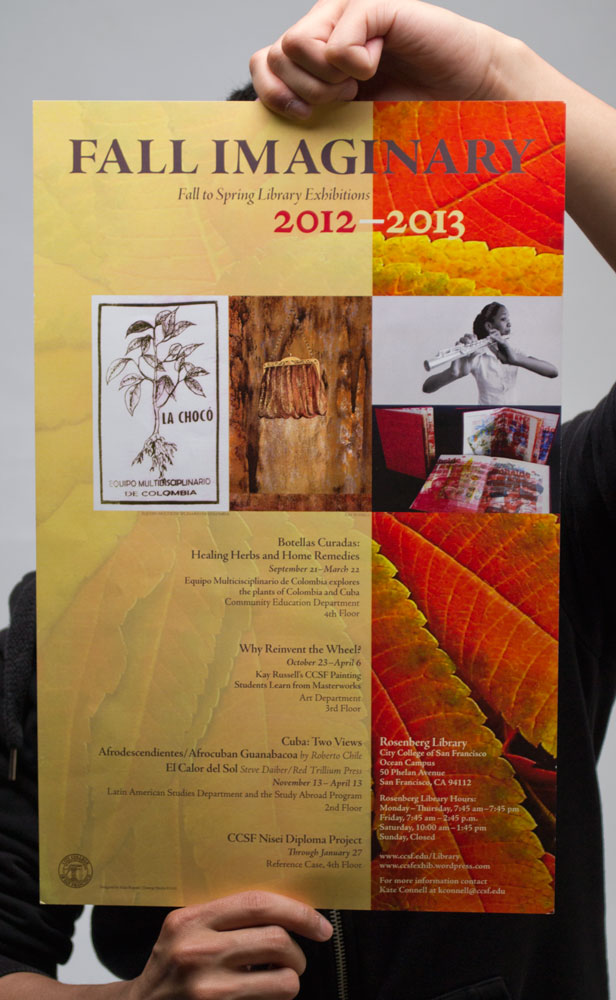 FALL IMAGINARY
Fall to Spring Library Exhibitions
2012–2013
LA CHOCÓ
EQUIPO MULTIDISCIPLINARIO
DE COLOMBIA
Botellas Curadas:
Healing Herbs and Home Remedies
September 21–March 22
Equipo Multicisciplinario de Colombia explores
the plants of Colombia and Cuba
Community Education Department
4th Floor
Why Reinvent the Wheel?
October 23–April 6
Kay Russell's CCSF Painting
Students Learn from Masterworks
Art Department
3rd Floor
Cuba: Two Views
Afrodescendientes/Afrocuban Guanabacoa by Roberto Chile
El Calor del Sol Steve Daiber/Red Trillium Press
November 13–April 13
Latin American Studies Department and the Study Abroad Program
2nd Floor
CCSF Nisei Diploma Project
Through January 27
Reference Case, 4th Floor
Rosenberg Library
City College of San Francisco
Ocean Campus
50 Phelan Avenue
San Francisco, CA 94112
Rosenberg Library Hours:
Monday–Thursday, 7:45 am–7:45 pm
Friday, 7:45 am–2:45 p.m.
Saturday, 10:00 am–1:45 pm
Sunday, Closed
www.ccsf.edu/Library
www.ccsfexhib.wordpress.com
For more information contact
Kate Connell at kconnell@ccsf.edu